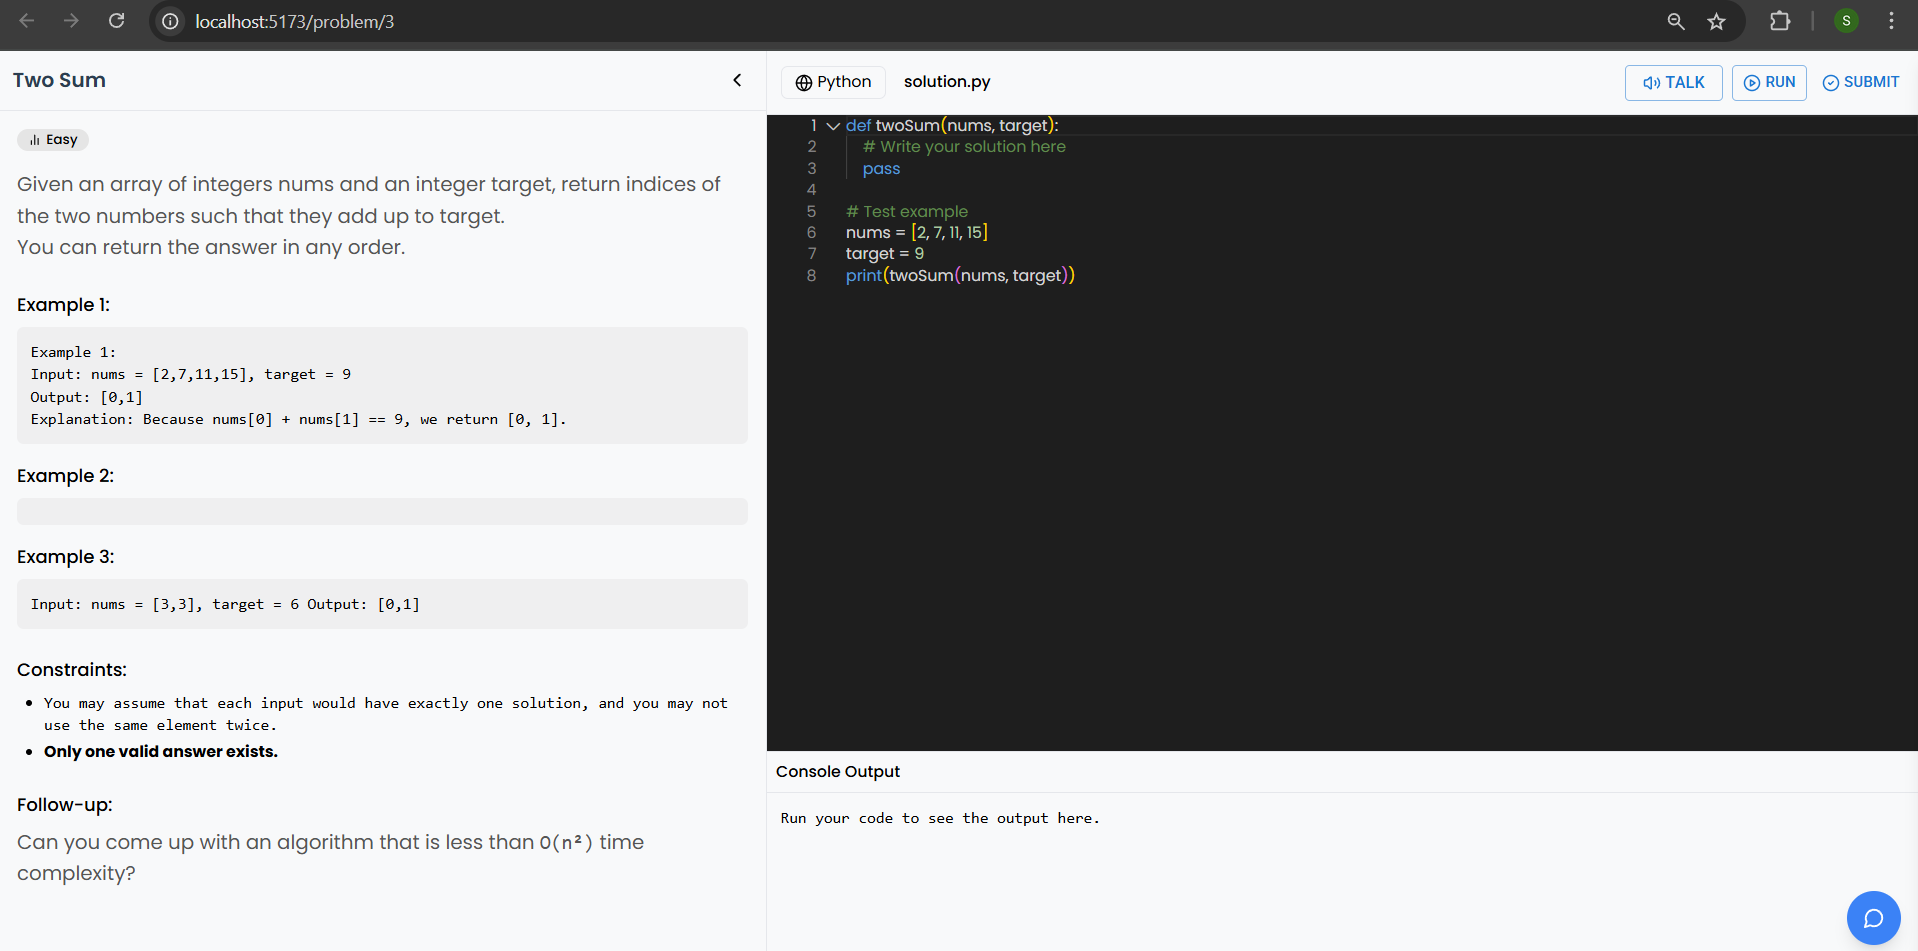 localhost:5173/problem/3
S
Two Sum
Easy
Given an array of integers nums and an integer target, return indices of
the two numbers such that they add up to target.
You can return the answer in any order.
Example 1:
Example 1:
Input: nums = [2,7,11,15], target = 9
Output: [0,1]
Explanation: Because nums[0] + nums[1] == 9, we return [0, 1].
Example 2:
Example 3:
Input: nums = [3,3], target = 6 Output: [0,1]
Constraints:
• You may assume that each input would have exactly one solution, and you may not
use the same element twice.
• Only one valid answer exists.
Follow-up:
Can you come up with an algorithm that is less than O(n²) time
complexity?
Python solution.py TALK RUN SUBMIT
1 def twoSum(nums, target):
2 # Write your solution here
3 pass
4
5 # Test example
6 nums = [2, 7, 11, 15]
7 target = 9
8 print(twoSum(nums, target))
Console Output
Run your code to see the output here.